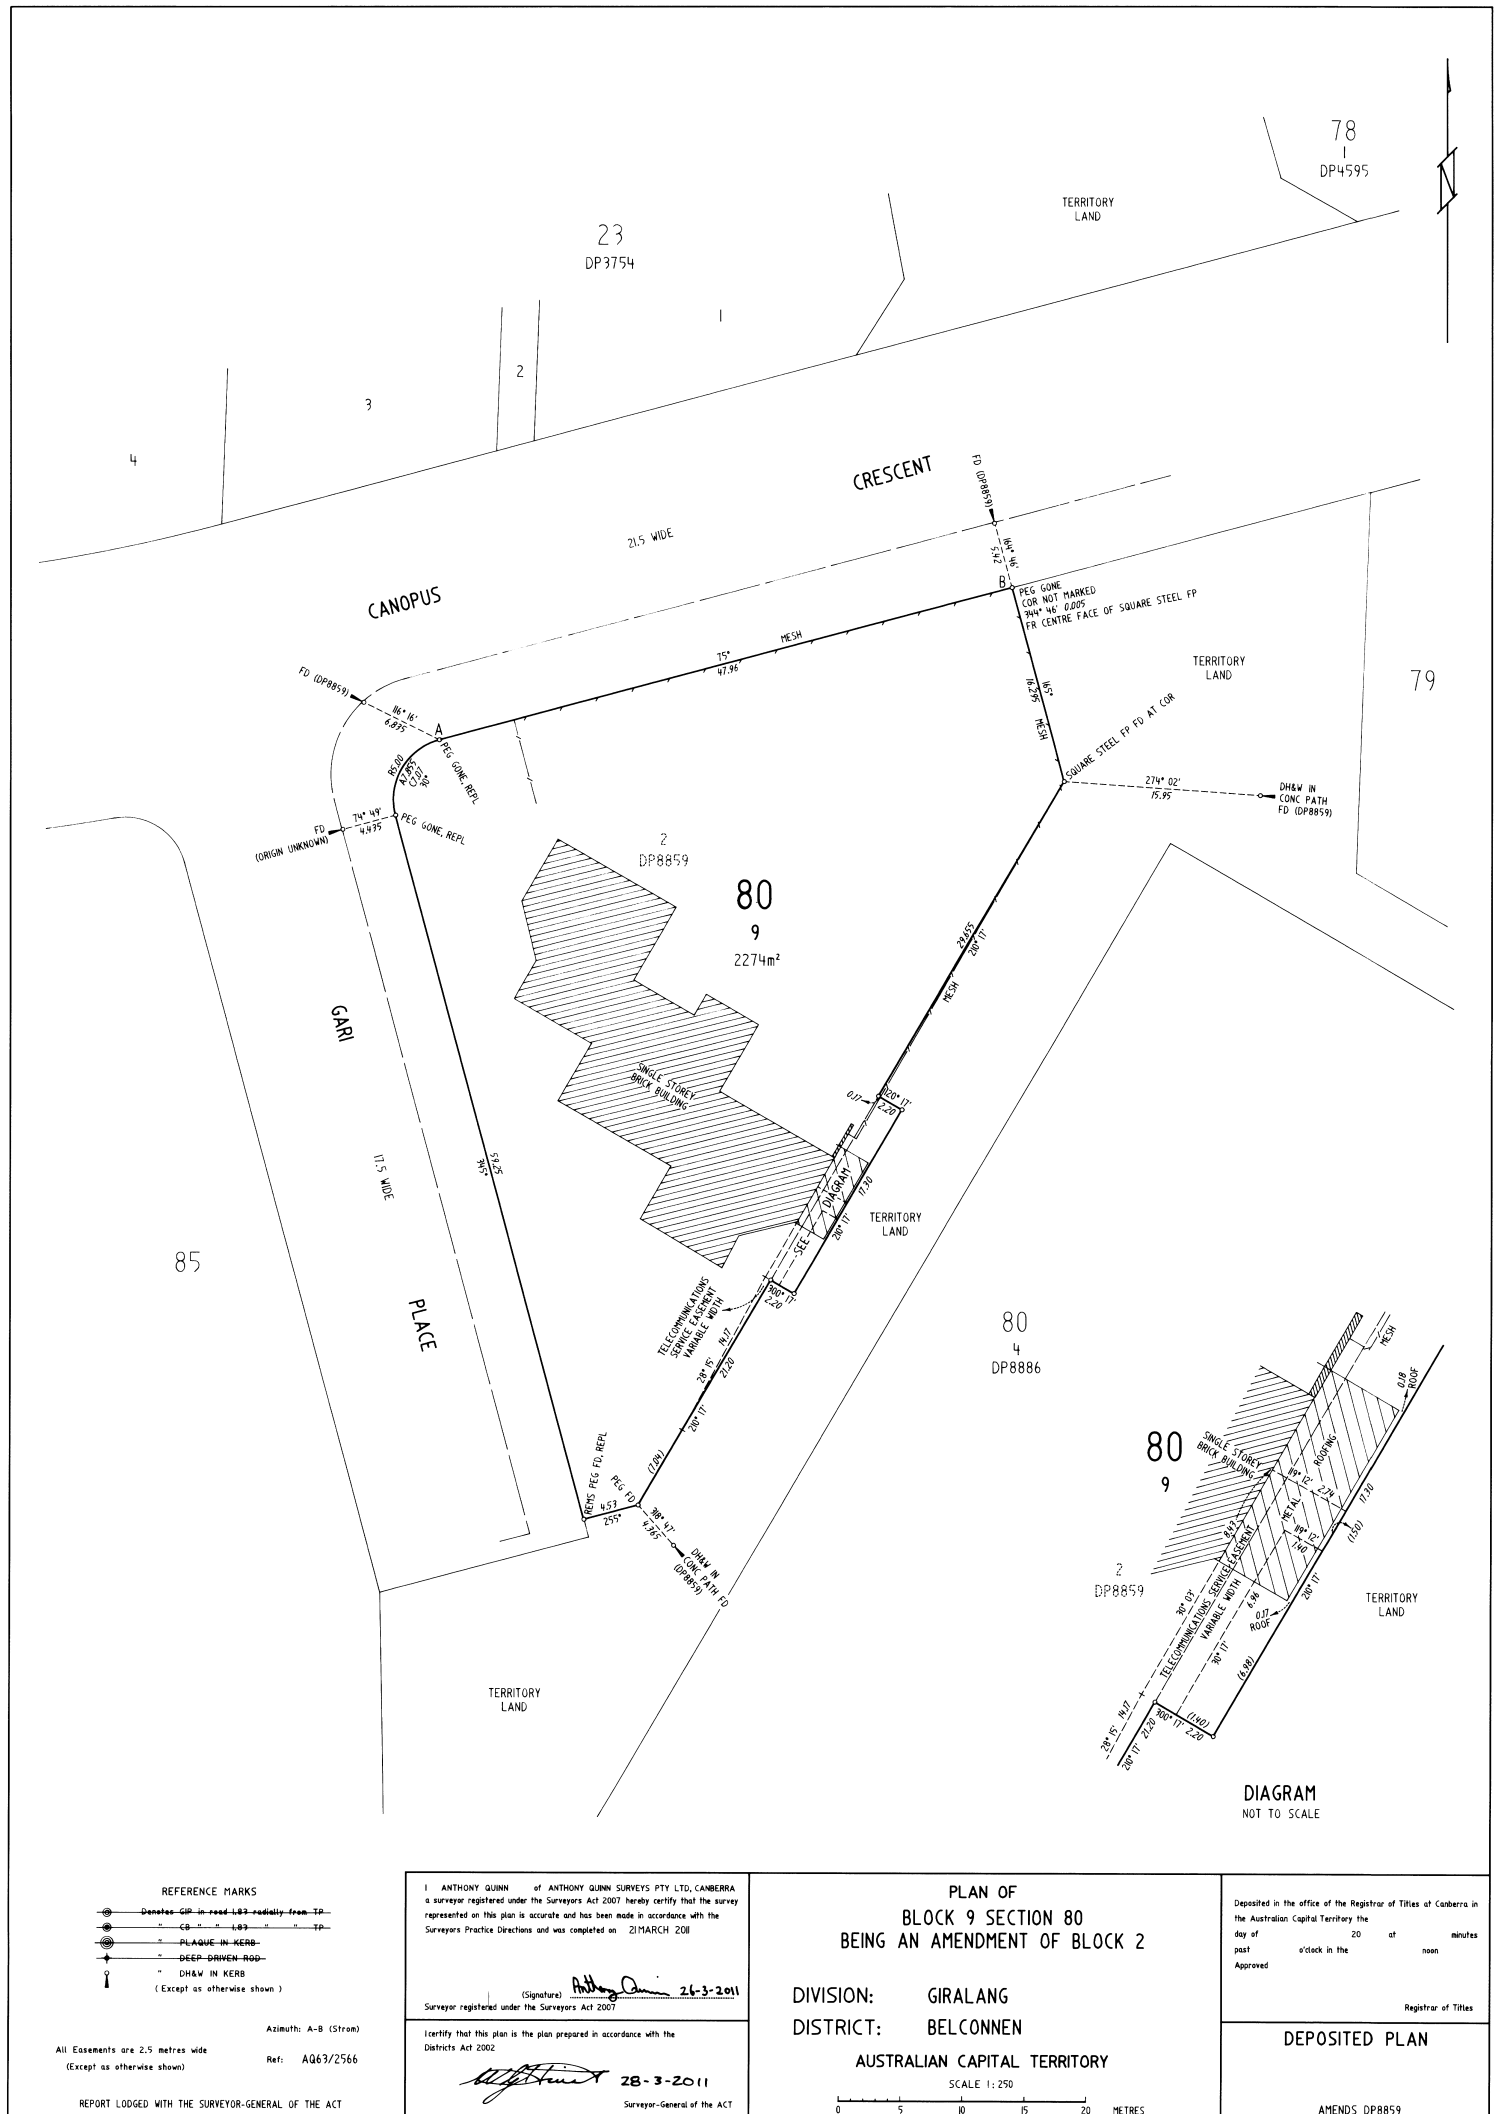 78
1
DP4595
TERRITORY
LAND
23
DP3754
1
2
3
4
CRESCENT
FD (DP8859)
21.5 WIDE
164° 46'
5.42
CANOPUS
B
PEG GONE
COR NOT MARKED
344° 46' 0.005
FR CENTRE FACE OF SQUARE STEEL FP
MESH
75°
47.96
TERRITORY
LAND
79
FD (DP8859)
116° 16'
6.835
A
PEG GONE, REPL
165°
16.295
MESH
SQUARE STEEL FP FD AT COR
R5.00
A7.855
C7.07
30°
274° 02'
15.95
DH&W IN
CONC PATH
FD (DP8859)
74° 49'
4.435
FD
(ORIGIN UNKNOWN)
PEG GONE, REPL
2
DP8859
80
9
2274m²
29.655
210° 17'
MESH
GARI
SINGLE STOREY
BRICK BUILDING
0.17
120° 17'
2.20
17.5 WIDE
59.25
345°
SEE DIAGRAM
17.30
210° 17'
TERRITORY
LAND
85
300° 17'
2.20
TELECOMMUNICATIONS
SERVICE EASEMENT
VARIABLE WIDTH
PLACE
28° 15' 14.17
210° 17' 21.20
80
4
DP8886
(7.04)
REMS PEG FD, REPL
PEG FD
4.53
255°
318° 47'
4.365
DH&W IN
CONC PATH FD
(DP8859)
TERRITORY
LAND
MESH
0.18
ROOF
80
9
SINGLE STOREY
BRICK BUILDING
METAL ROOFING
119° 12'
2.74
17.30
8.43
119° 12'
1.40
(1.50)
2
DP8859
30° 03'
TELECOMMUNICATIONS SERVICE EASEMENT
VARIABLE WIDTH
6.96
30° 17'
0.17
ROOF
210° 17'
TERRITORY
LAND
(6.98)
28° 15' 14.17
210° 17' 21.20
(1.40)
300° 17' 2.20
DIAGRAM
NOT TO SCALE
REFERENCE MARKS
Denotes GIP in road 1.83 radially from TP
" CB " " 1.83 " " TP
" PLAQUE IN KERB
" DEEP DRIVEN ROD
" DH&W IN KERB
( Except as otherwise shown )
Azimuth: A-B (Strom)
All Easements are 2.5 metres wide
(Except as otherwise shown)
Ref: AQ63/2566
REPORT LODGED WITH THE SURVEYOR-GENERAL OF THE ACT
I ANTHONY QUINN of ANTHONY QUINN SURVEYS PTY LTD, CANBERRA
a surveyor registered under the Surveyors Act 2007 hereby certify that the survey
represented on this plan is accurate and has been made in accordance with the
Surveyors Practice Directions and was completed on 21 MARCH 2011
(Signature) Anthony Quinn 26-3-2011
Surveyor registered under the Surveyors Act 2007
I certify that this plan is the plan prepared in accordance with the
Districts Act 2002
28-3-2011
Surveyor-General of the ACT
PLAN OF
BLOCK 9 SECTION 80
BEING AN AMENDMENT OF BLOCK 2
DIVISION: GIRALANG
DISTRICT: BELCONNEN
AUSTRALIAN CAPITAL TERRITORY
SCALE 1:250
0 5 10 15 20 METRES
Deposited in the office of the Registrar of Titles at Canberra in
the Australian Capital Territory the
day of 20 at minutes
past o'clock in the noon
Approved
Registrar of Titles
DEPOSITED PLAN
AMENDS DP8859